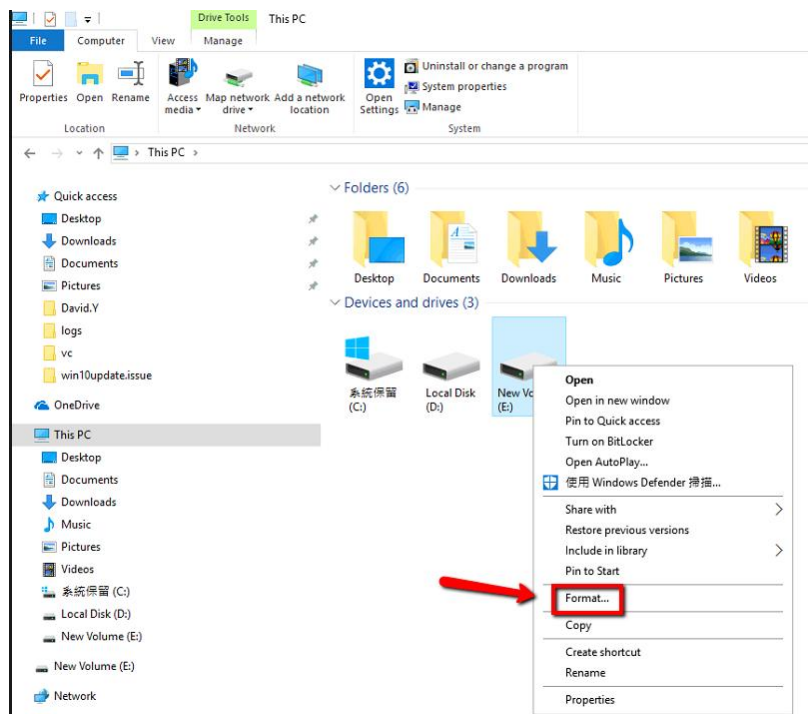 Drive Tools
This PC
File
Computer
View
Manage
Properties
Open
Rename
Access media
Map network drive
Add a network location
Open Settings
Uninstall or change a program
System properties
Manage
Location
Network
System
This PC
Quick access
Desktop
Downloads
Documents
Pictures
David.Y
logs
vc
win10update.issue
OneDrive
This PC
Desktop
Documents
Downloads
Music
Pictures
Videos
系統保留 (C:)
Local Disk (D:)
New Volume (E:)
New Volume (E:)
Network
Folders (6)
Desktop
Documents
Downloads
Music
Pictures
Videos
Devices and drives (3)
系統保留
(C:)
Local Disk
(D:)
New Vo
(E:)
Open
Open in new window
Pin to Quick access
Turn on BitLocker
Open AutoPlay...
使用 Windows Defender 掃描...
Share with
Restore previous versions
Include in library
Pin to Start
Format...
Copy
Create shortcut
Rename
Properties